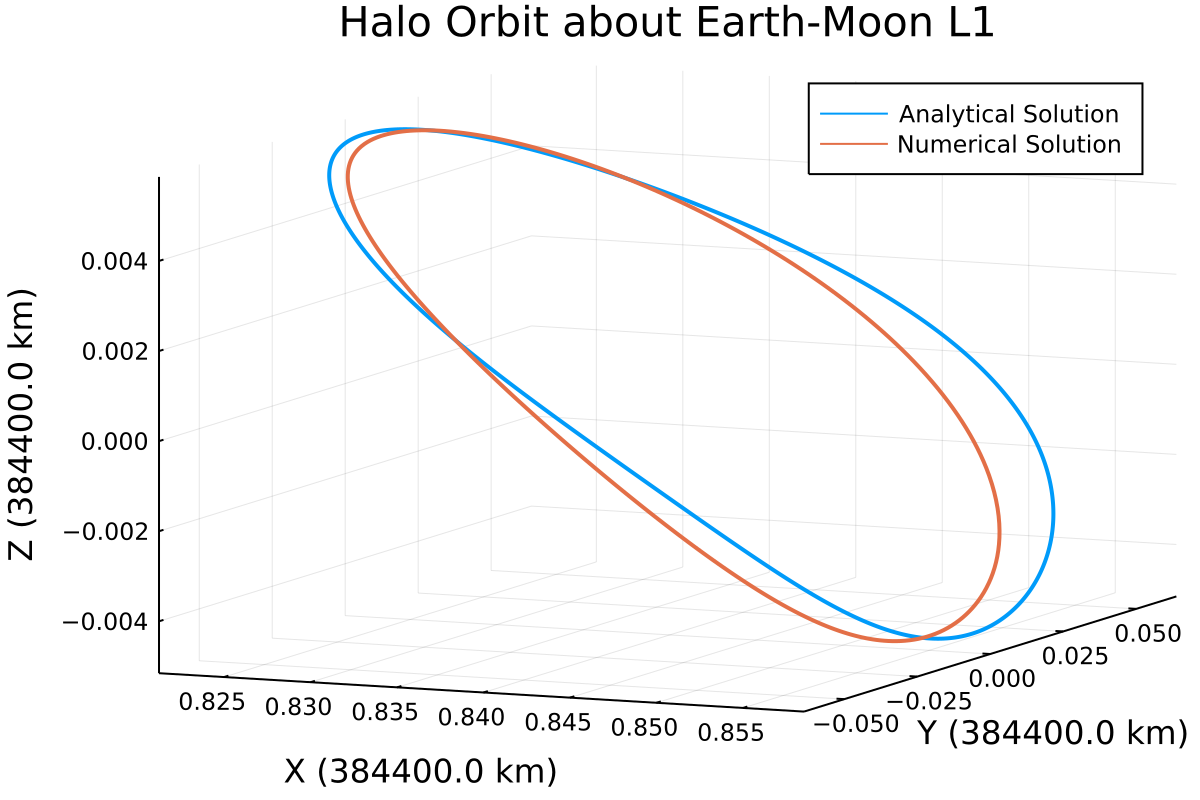 Halo Orbit about Earth-Moon L1
Analytical Solution
Numerical Solution
Z (384400.0 km)
0.004
0.002
0.000
−0.002
−0.004
0.825
0.830
0.835
0.840
0.845
0.850
0.855
X (384400.0 km)
−0.050
−0.025
0.000
0.025
0.050
Y (384400.0 km)